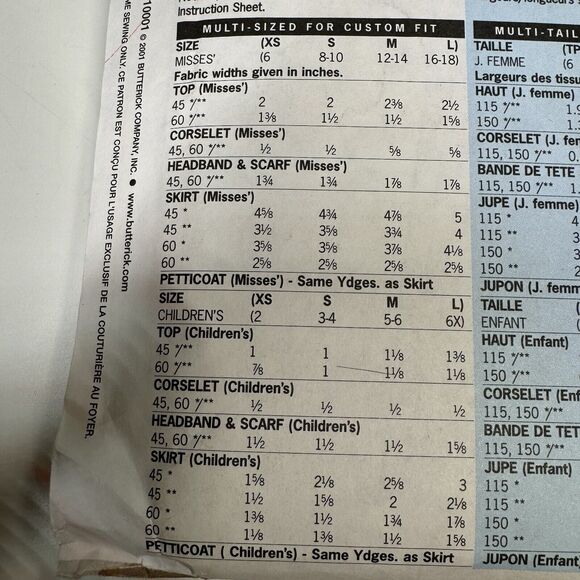 Instruction Sheet.
MULTI-SIZED FOR CUSTOM FIT
SIZE (XS S M L)
MISSES' (6 8-10 12-14 16-18)
Fabric widths given in inches.
TOP (Misses')
45 */** 2 2 2⅜ 2½
60 */** 1⅜ 1½ 1½ 1⅝
CORSELET (Misses')
45, 60 */** ½ ½ ⅝ ⅝
HEADBAND & SCARF (Misses')
45, 60 */** 1¾ 1¾ 1⅞ 1⅞
SKIRT (Misses')
45 * 4⅝ 4¾ 4⅞ 5
45 ** 3½ 3⅝ 3¾ 4
60 * 3⅝ 3⅝ 3⅞ 4⅛
60 ** 2⅝ 2⅝ 2⅝ 2⅝
PETTICOAT (Misses') - Same Ydges. as Skirt
SIZE (XS S M L)
CHILDREN'S (2 3-4 5-6 6X)
TOP (Children's)
45 */** 1 1 1⅛ 1⅜
60 */** ⅞ 1 1⅛ 1⅛
CORSELET (Children's)
45, 60 */** ½ ½ ½ ½
HEADBAND & SCARF (Children's)
45, 60 */** 1½ 1½ 1½ 1⅝
SKIRT (Children's)
45 * 1⅝ 2⅛ 2⅝ 3
45 ** 1½ 1⅝ 2 2⅛
60 * 1⅜ 1½ 1¾ 1⅞
60 ** 1⅛ 1⅜ 1½ 1⅝
PETTICOAT ( Children's) - Same Ydges. as Skirt
MULTI-TAIL
TAILLE (TP
J. FEMME (6
Largeurs des tissu
HAUT (J. femme)
115 */** 1.
150 */** 1.
CORSELET (J. fem
115, 150 */** 0.
BANDE DE TETE
115, 150 */** 1.
JUPE (J. femme)
115 * 4
115 ** 3
150 * 3
150 ** 2
JUPON (J. femm
TAILLE (
ENFANT (
HAUT (Enfant)
115 */**
150 */**
CORSELET (Enf
115, 150 */**
BANDE DE TET
115, 150 */**
JUPE (Enfant)
115 *
115 **
150 *
150 **
JUPON (Enfant
10001 © 2001 BUTTERICK COMPANY, INC. ● www.butterick.com
ME SEWING ONLY. CE PATRON EST CONÇU POUR L'USAGE EXCLUSIF DE LA COUTURIÈRE AU FOYER.